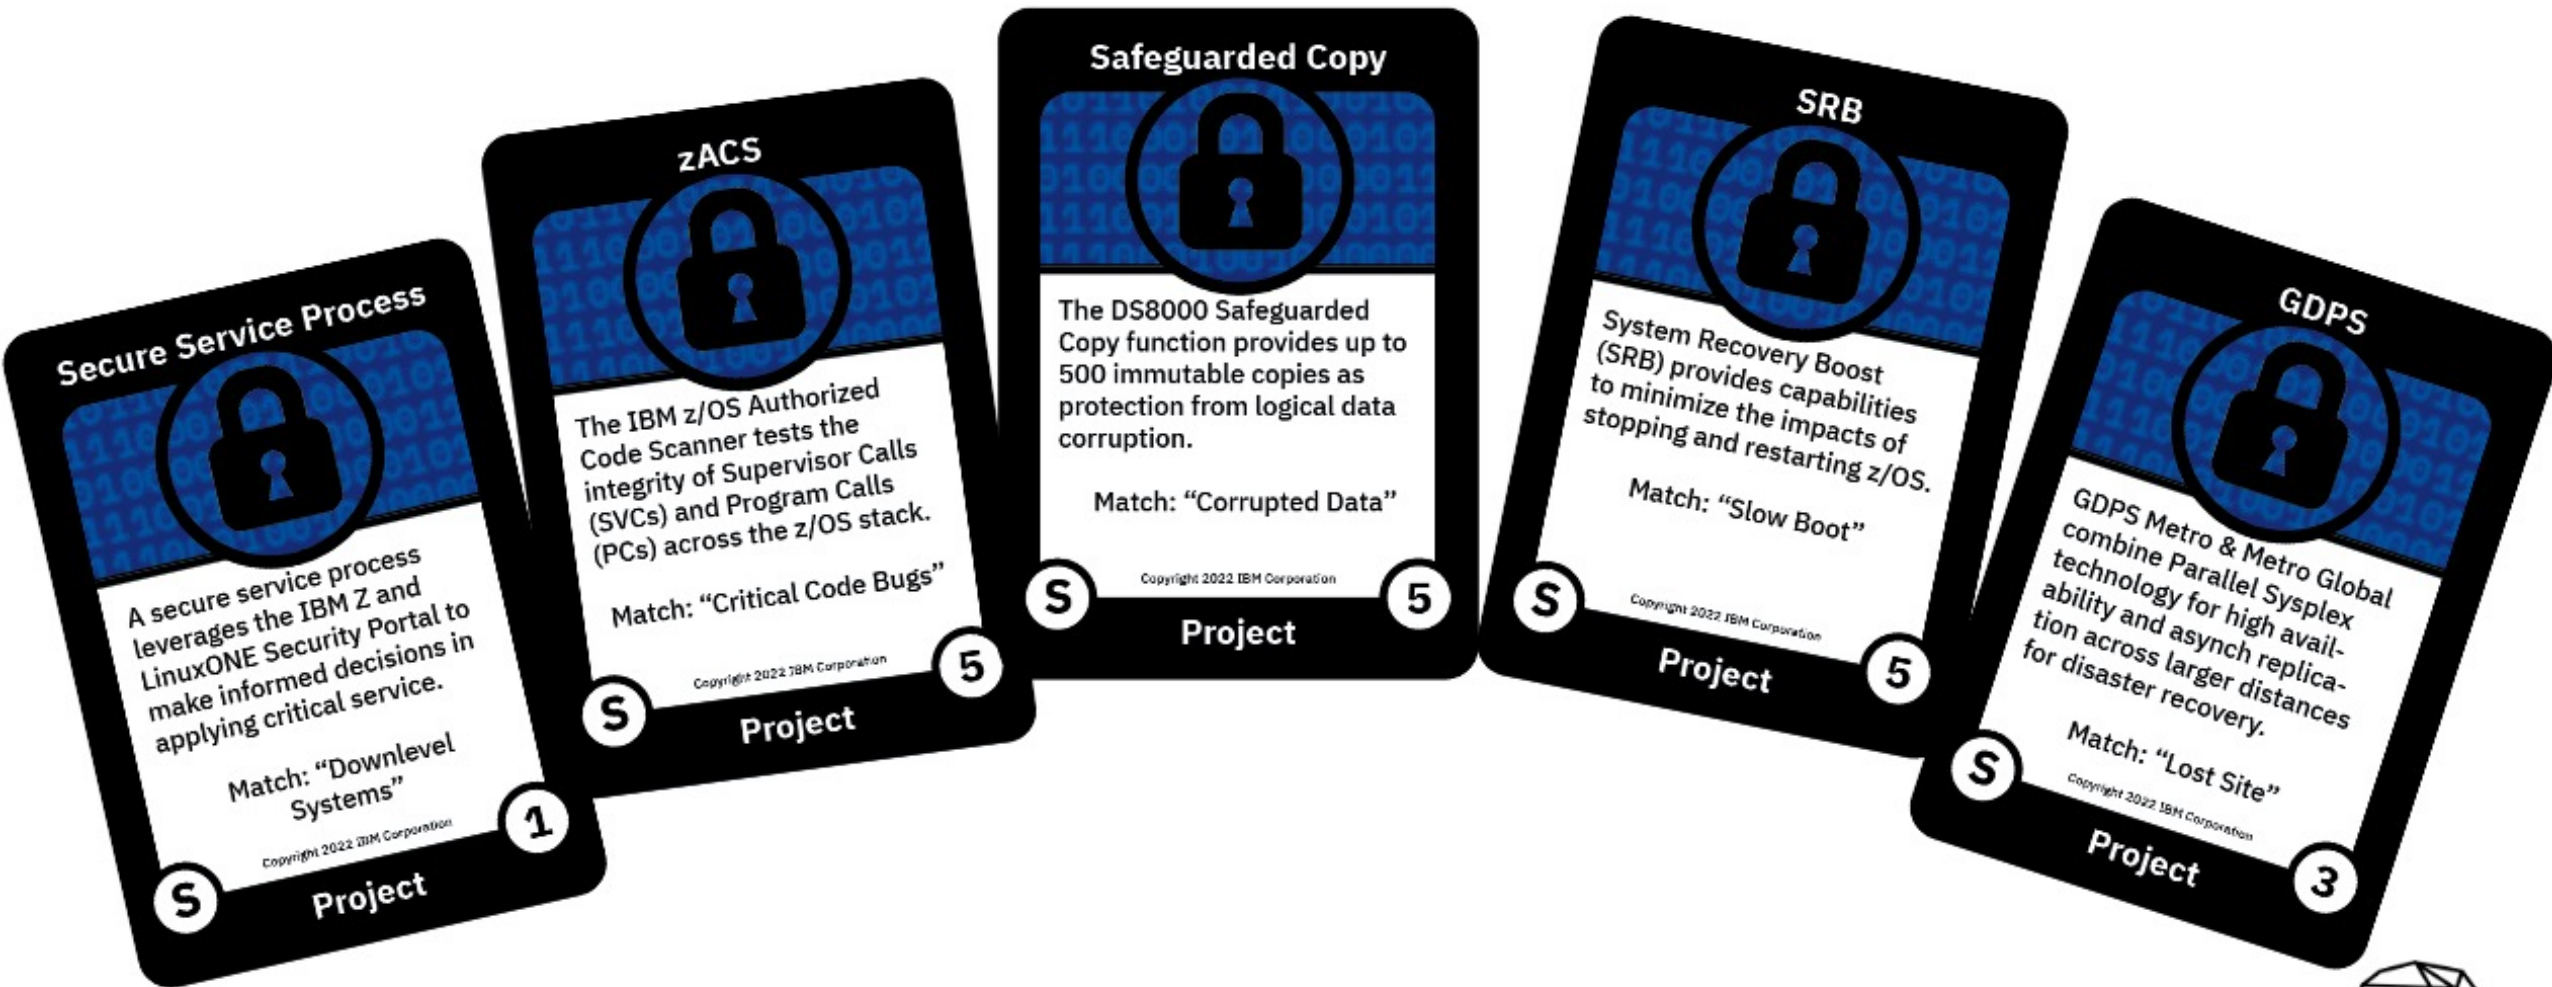 Secure Service Process
A secure service process
leverages the IBM Z and
LinuxONE Security Portal to
make informed decisions in
applying critical service.
Match: “Downlevel
Systems”
Copyright 2022 IBM Corporation
S
1
Project
zACS
The IBM z/OS Authorized
Code Scanner tests the
integrity of Supervisor Calls
(SVCs) and Program Calls
(PCs) across the z/OS stack.
Match: “Critical Code Bugs”
Copyright 2022 IBM Corporation
S
5
Project
Safeguarded Copy
The DS8000 Safeguarded
Copy function provides up to
500 immutable copies as
protection from logical data
corruption.
Match: “Corrupted Data”
Copyright 2022 IBM Corporation
S
5
Project
SRB
System Recovery Boost
(SRB) provides capabilities
to minimize the impacts of
stopping and restarting z/OS.
Match: “Slow Boot”
Copyright 2022 IBM Corporation
S
5
Project
GDPS
GDPS Metro & Metro Global
combine Parallel Sysplex
technology for high avail-
ability and asynch replica-
tion across larger distances
for disaster recovery.
Match: “Lost Site”
Copyright 2022 IBM Corporation
S
3
Project